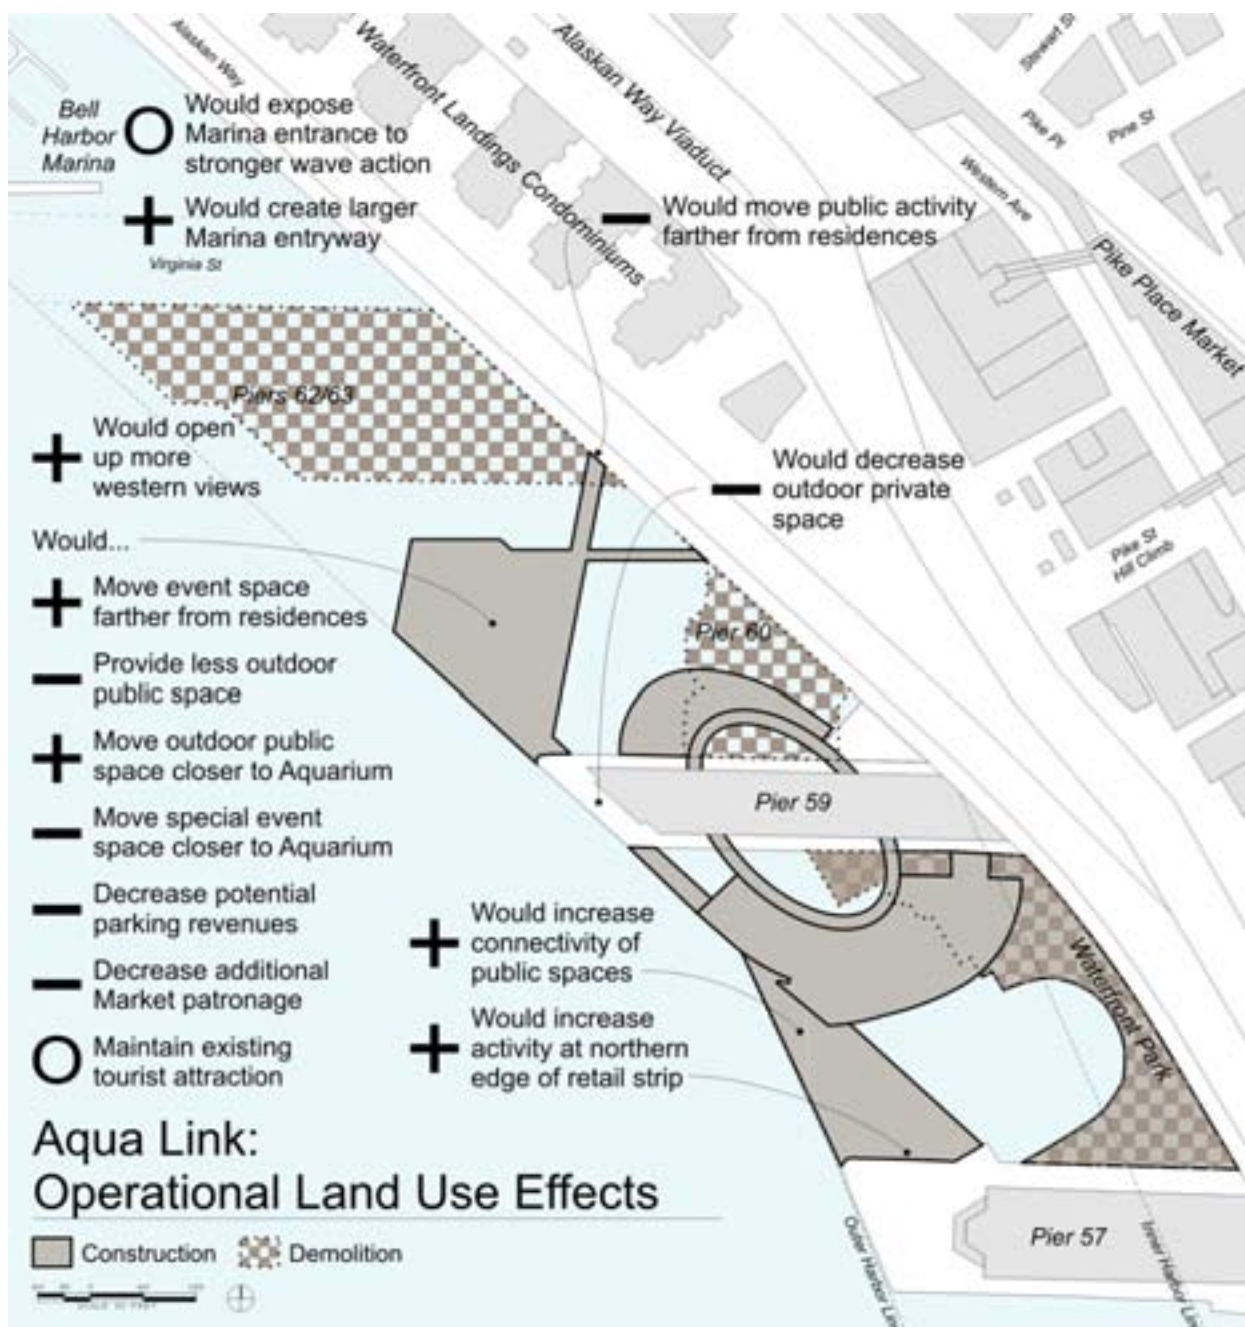 Alaskan Way
Waterfront Landings Condominiums
Alaskan Way Viaduct
Stewart St
Pike Pl
Pine St
Western Ave
Pike Place Market
Bell
Harbor
Marina
Would expose
Marina entrance to
stronger wave action
Would create larger
Marina entryway
Virginia St
Would move public activity
farther from residences
Piers 62/63
Would open
up more
western views
Would decrease
outdoor private
space
Pike St
Hill Climb
Would...
Move event space
farther from residences
Provide less outdoor
public space
Move outdoor public
space closer to Aquarium
Move special event
space closer to Aquarium
Decrease potential
parking revenues
Decrease additional
Market patronage
Maintain existing
tourist attraction
Pier 60
Pier 59
Would increase
connectivity of
public spaces
Would increase
activity at northern
edge of retail strip
Waterfront Park
Pier 57
Outer Harbor Line
Inner Harbor Line
Aqua Link:
Operational Land Use Effects
Construction
Demolition